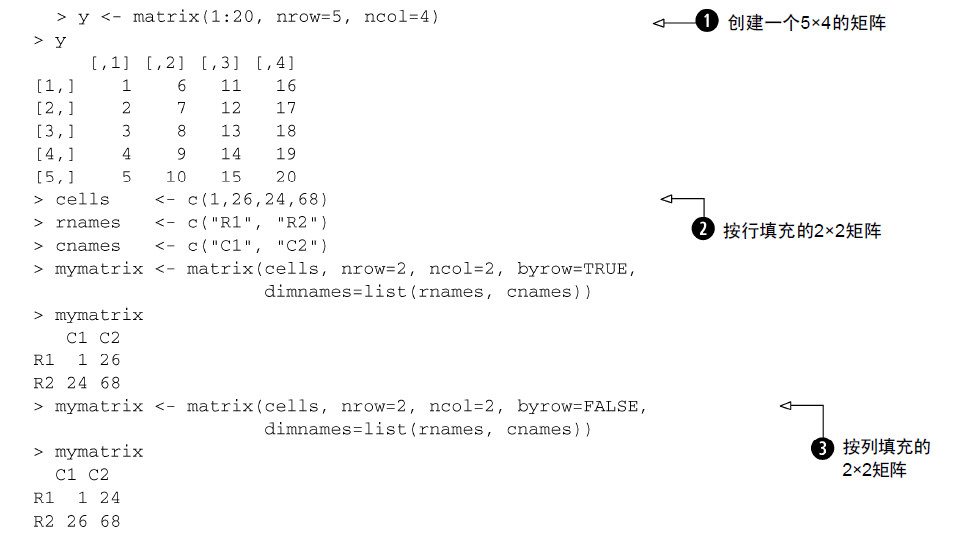 > y <- matrix(1:20, nrow=5, ncol=4)
❶ 创建一个5×4的矩阵
> y
     [,1] [,2] [,3] [,4]
[1,]    1    6   11   16
[2,]    2    7   12   17
[3,]    3    8   13   18
[4,]    4    9   14   19
[5,]    5   10   15   20
> cells    <- c(1,26,24,68)
> rnames   <- c("R1", "R2")
❷ 按行填充的2×2矩阵
> cnames   <- c("C1", "C2")
> mymatrix <- matrix(cells, nrow=2, ncol=2, byrow=TRUE,
                     dimnames=list(rnames, cnames))
> mymatrix
   C1 C2
R1  1 26
R2 24 68
> mymatrix <- matrix(cells, nrow=2, ncol=2, byrow=FALSE,
                     dimnames=list(rnames, cnames))
❸ 按列填充的
2×2矩阵
> mymatrix
  C1 C2
R1  1 24
R2 26 68